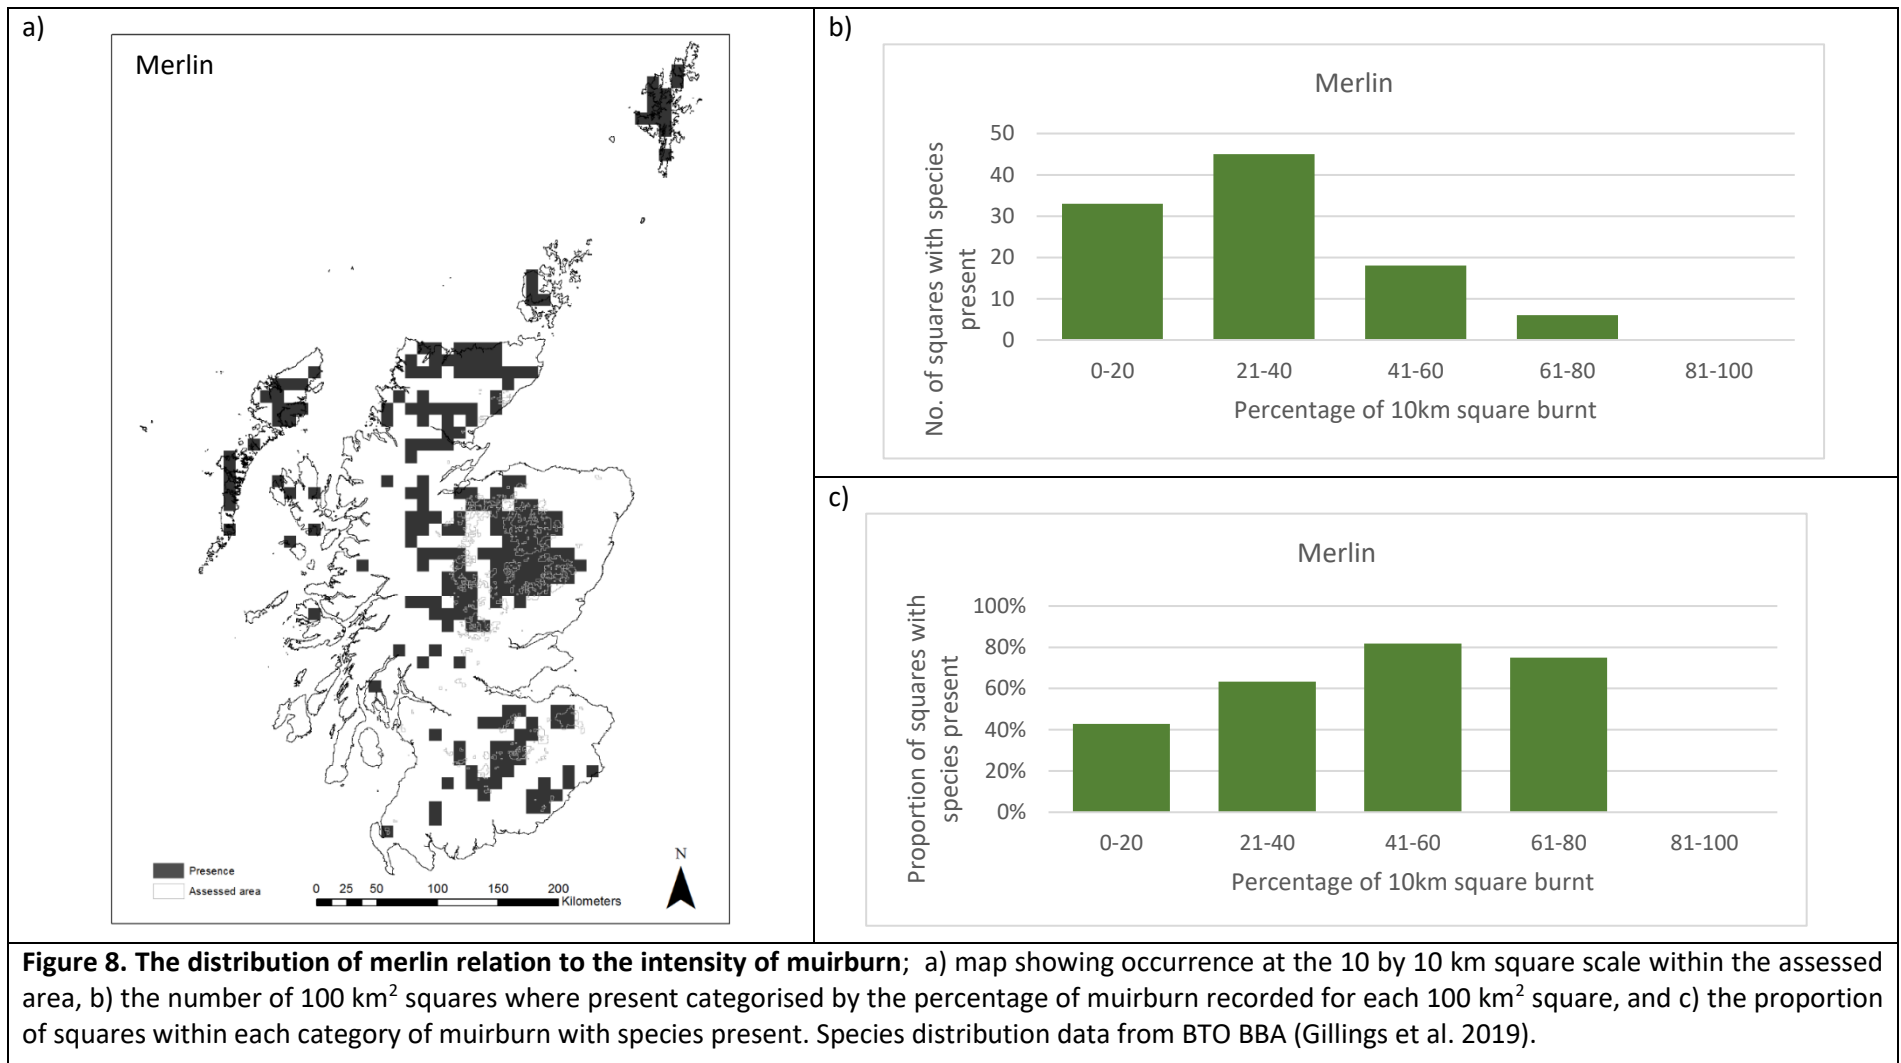 a)
Merlin
Presence
Assessed area
0 25 50 100 150 200
Kilometers
N
b)
Merlin
No. of squares with species
present
50
40
30
20
10
0
0-20 21-40 41-60 61-80 81-100
Percentage of 10km square burnt
c)
Merlin
Proportion of squares with
species present
100%
80%
60%
40%
20%
0%
0-20 21-40 41-60 61-80 81-100
Percentage of 10km square burnt
Figure 8. The distribution of merlin relation to the intensity of muirburn; a) map showing occurrence at the 10 by 10 km square scale within the assessed
area, b) the number of 100 km² squares where present categorised by the percentage of muirburn recorded for each 100 km² square, and c) the proportion
of squares within each category of muirburn with species present. Species distribution data from BTO BBA (Gillings et al. 2019).